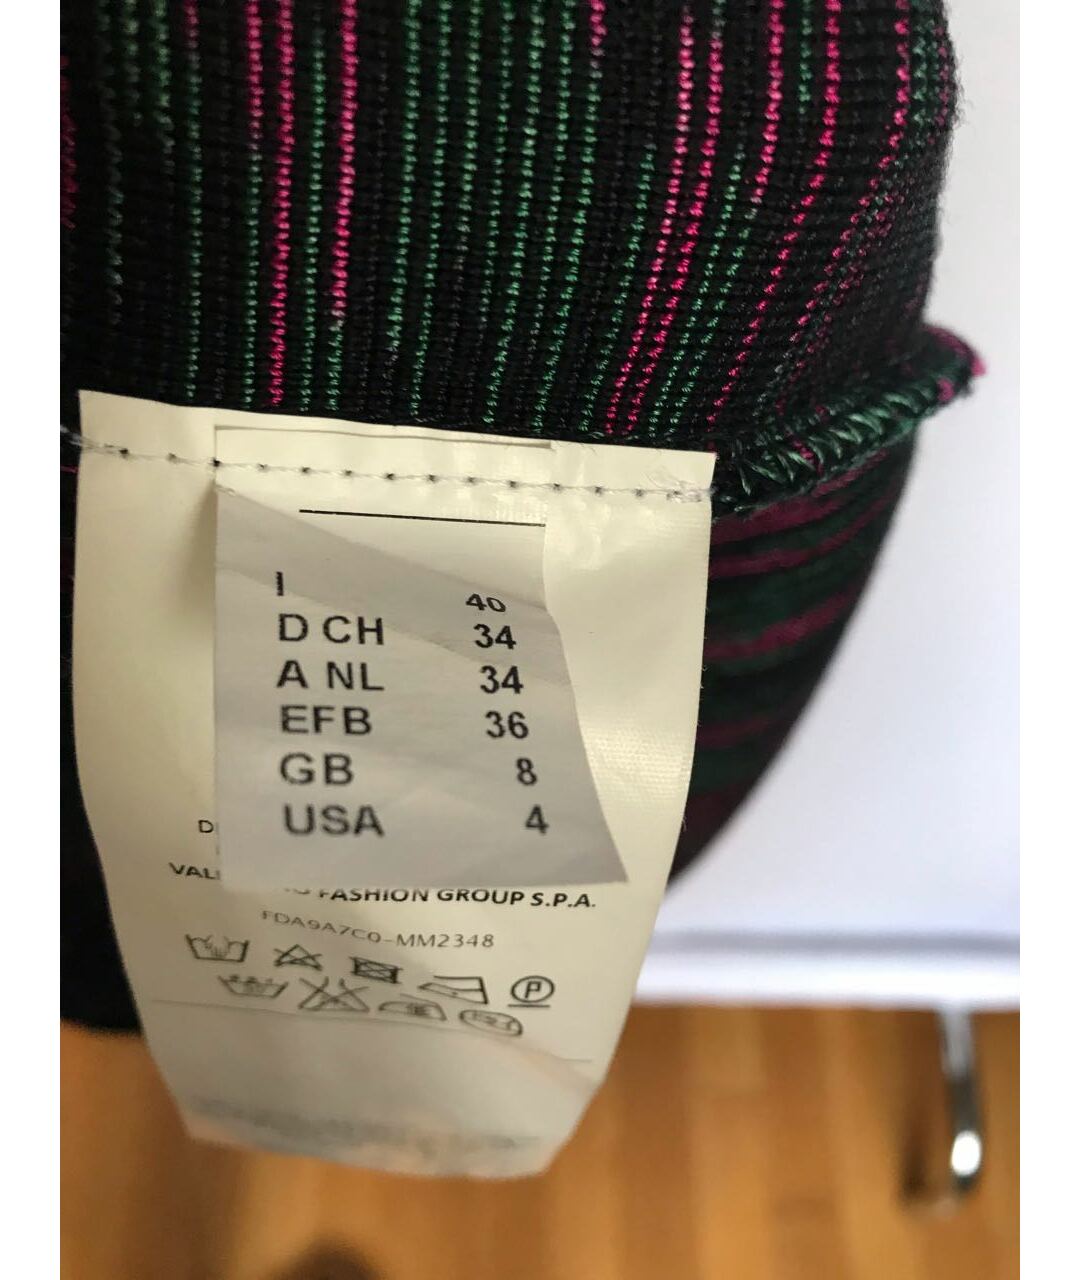 I 40
D CH 34
A NL 34
EFB 36
GB 8
USA 4
FASHION GROUP S.P.A.
FDA9A7C0-MM2348
P